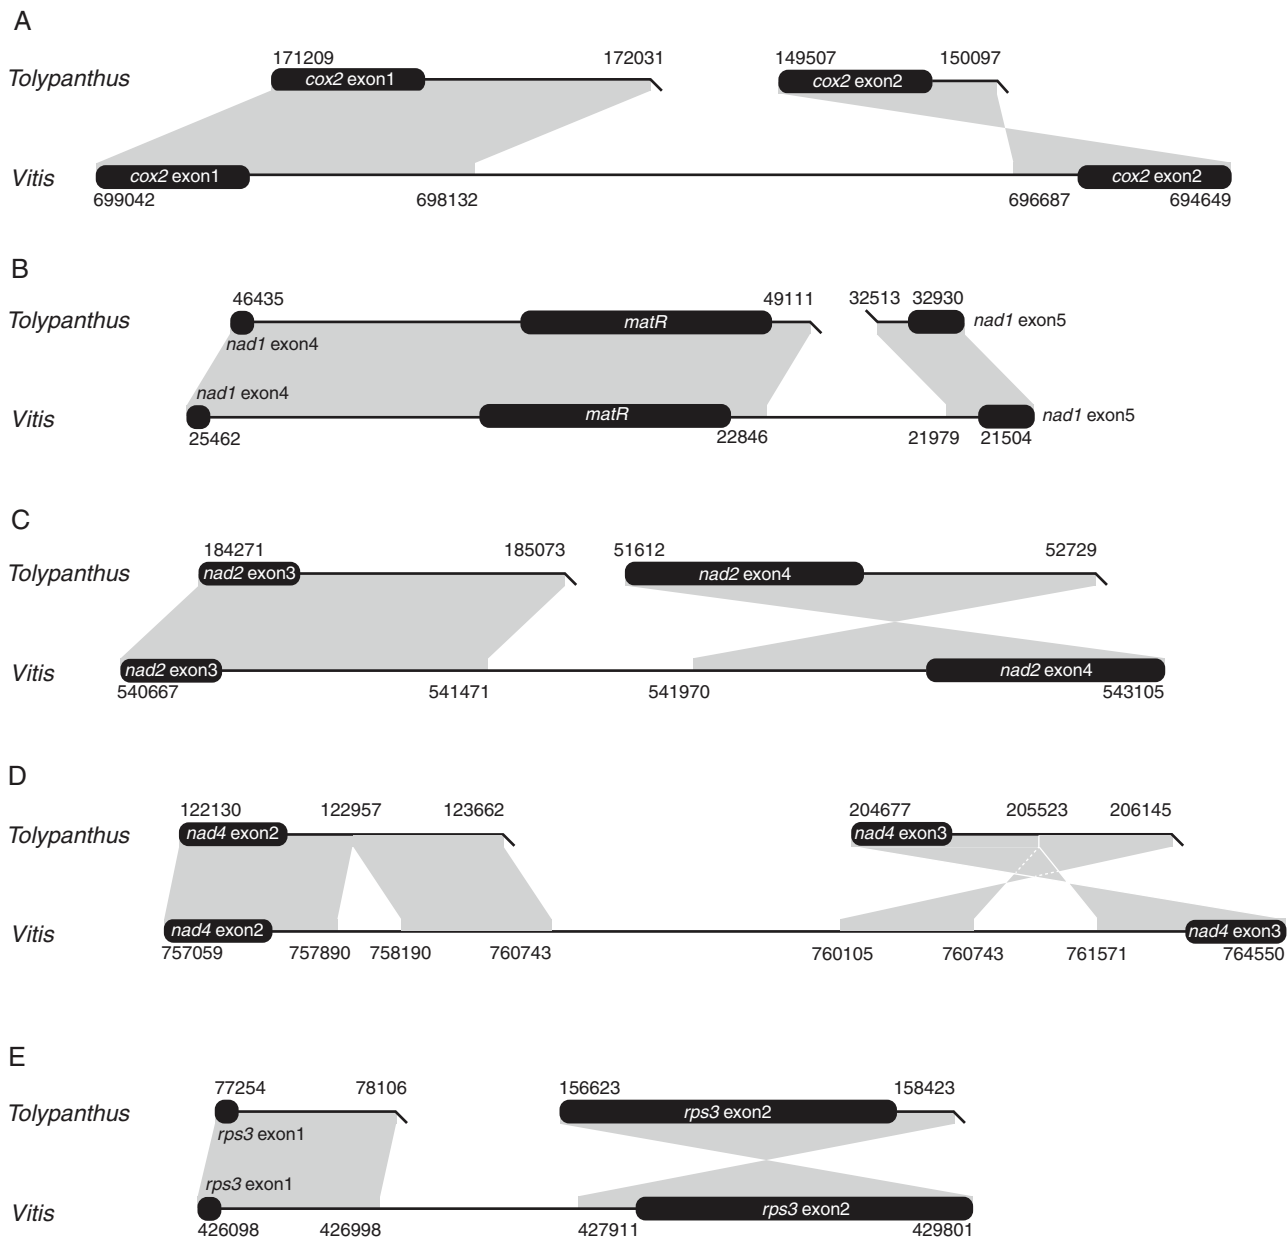 A
171209 172031 149507 150097
Tolypanthus cox2 exon1 cox2 exon2
Vitis cox2 exon1 cox2 exon2
699042 698132 696687 694649
B
46435 49111 32513 32930
Tolypanthus matR nad1 exon5
nad1 exon4
nad1 exon4
Vitis matR nad1 exon5
25462 22846 21979 21504
C
184271 185073 51612 52729
Tolypanthus nad2 exon3 nad2 exon4
Vitis nad2 exon3 nad2 exon4
540667 541471 541970 543105
D
122130 122957 123662 204677 205523 206145
Tolypanthus nad4 exon2 nad4 exon3
Vitis nad4 exon2 nad4 exon3
757059 757890 758190 760743 760105 760743 761571 764550
E
77254 78106 156623 158423
Tolypanthus rps3 exon2
rps3 exon1
rps3 exon1
Vitis rps3 exon2
426098 426998 427911 429801